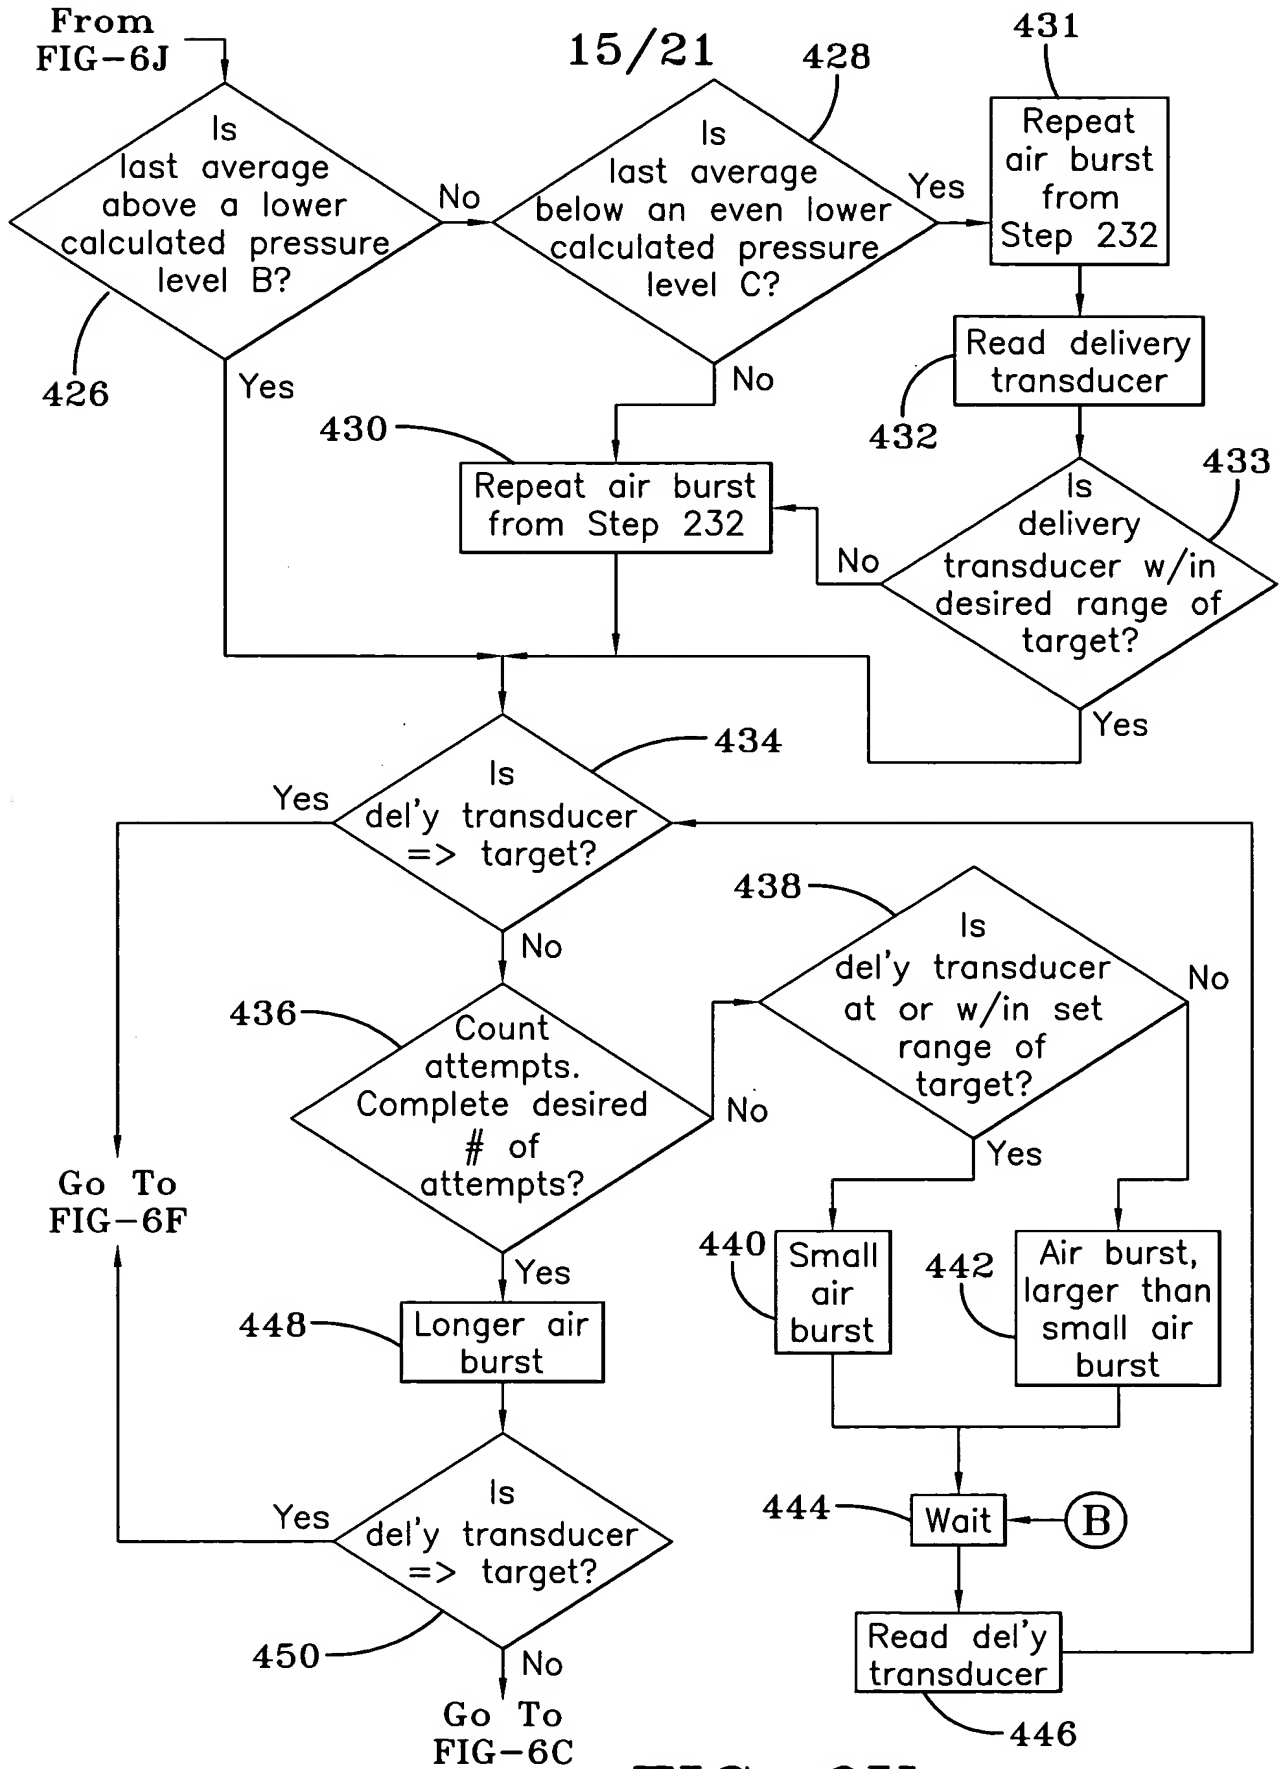 From
FIG-6J
15/21
428
431
Is
last average
above a lower
calculated pressure
level B?
No
Is
last average
below an even lower
calculated pressure
level C?
Yes
Repeat
air burst
from
Step 232
426
Yes
No
Read delivery
transducer
432
430
Repeat air burst
from Step 232
433
Is
delivery
transducer w/in
desired range of
target?
No
Yes
434
Is
del'y transducer
=> target?
Yes
No
438
Is
del'y transducer
at or w/in set
range of
target?
No
Yes
436
Count
attempts.
Complete desired
# of
attempts?
No
Yes
Go To
FIG-6F
440
Small
air
burst
442
Air burst,
larger than
small air
burst
448
Longer air
burst
444
Wait
B
Is
del'y transducer
=> target?
Yes
450
No
Read del'y
transducer
446
Go To
FIG-6C